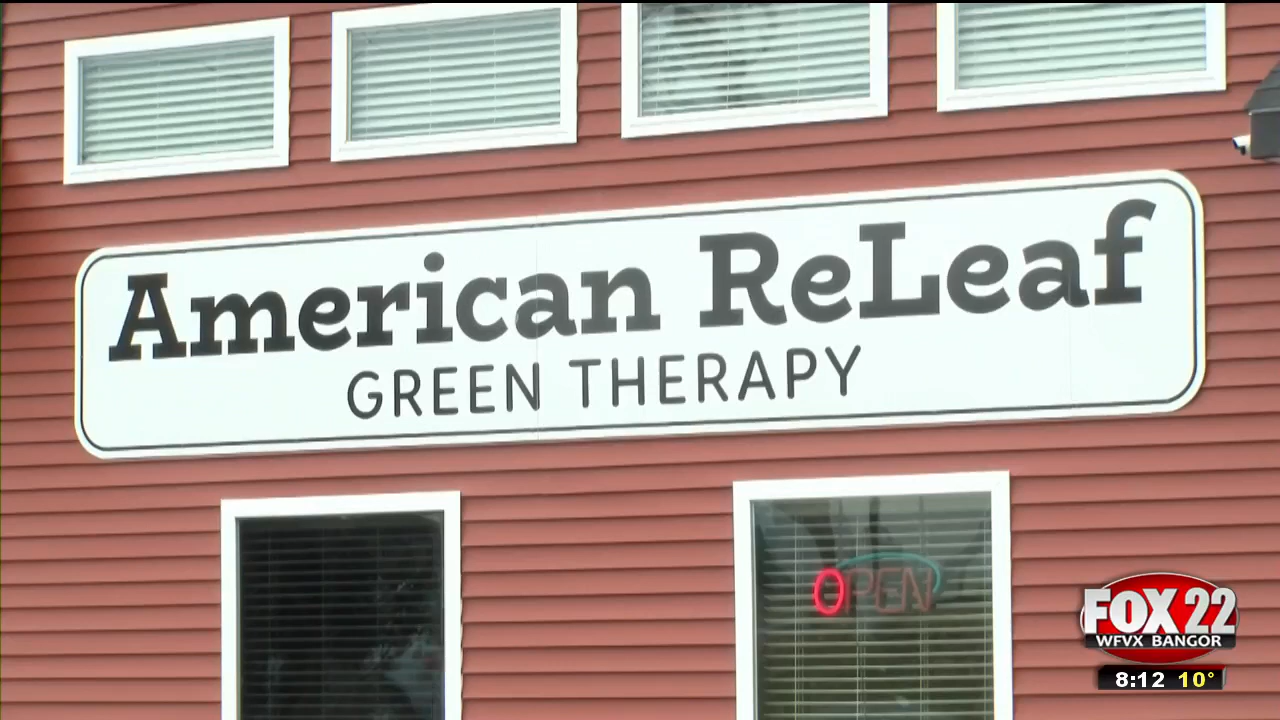 American ReLeaf
GREEN THERAPY
OPEN
FOX 22
WFVX BANGOR
8:12 10°